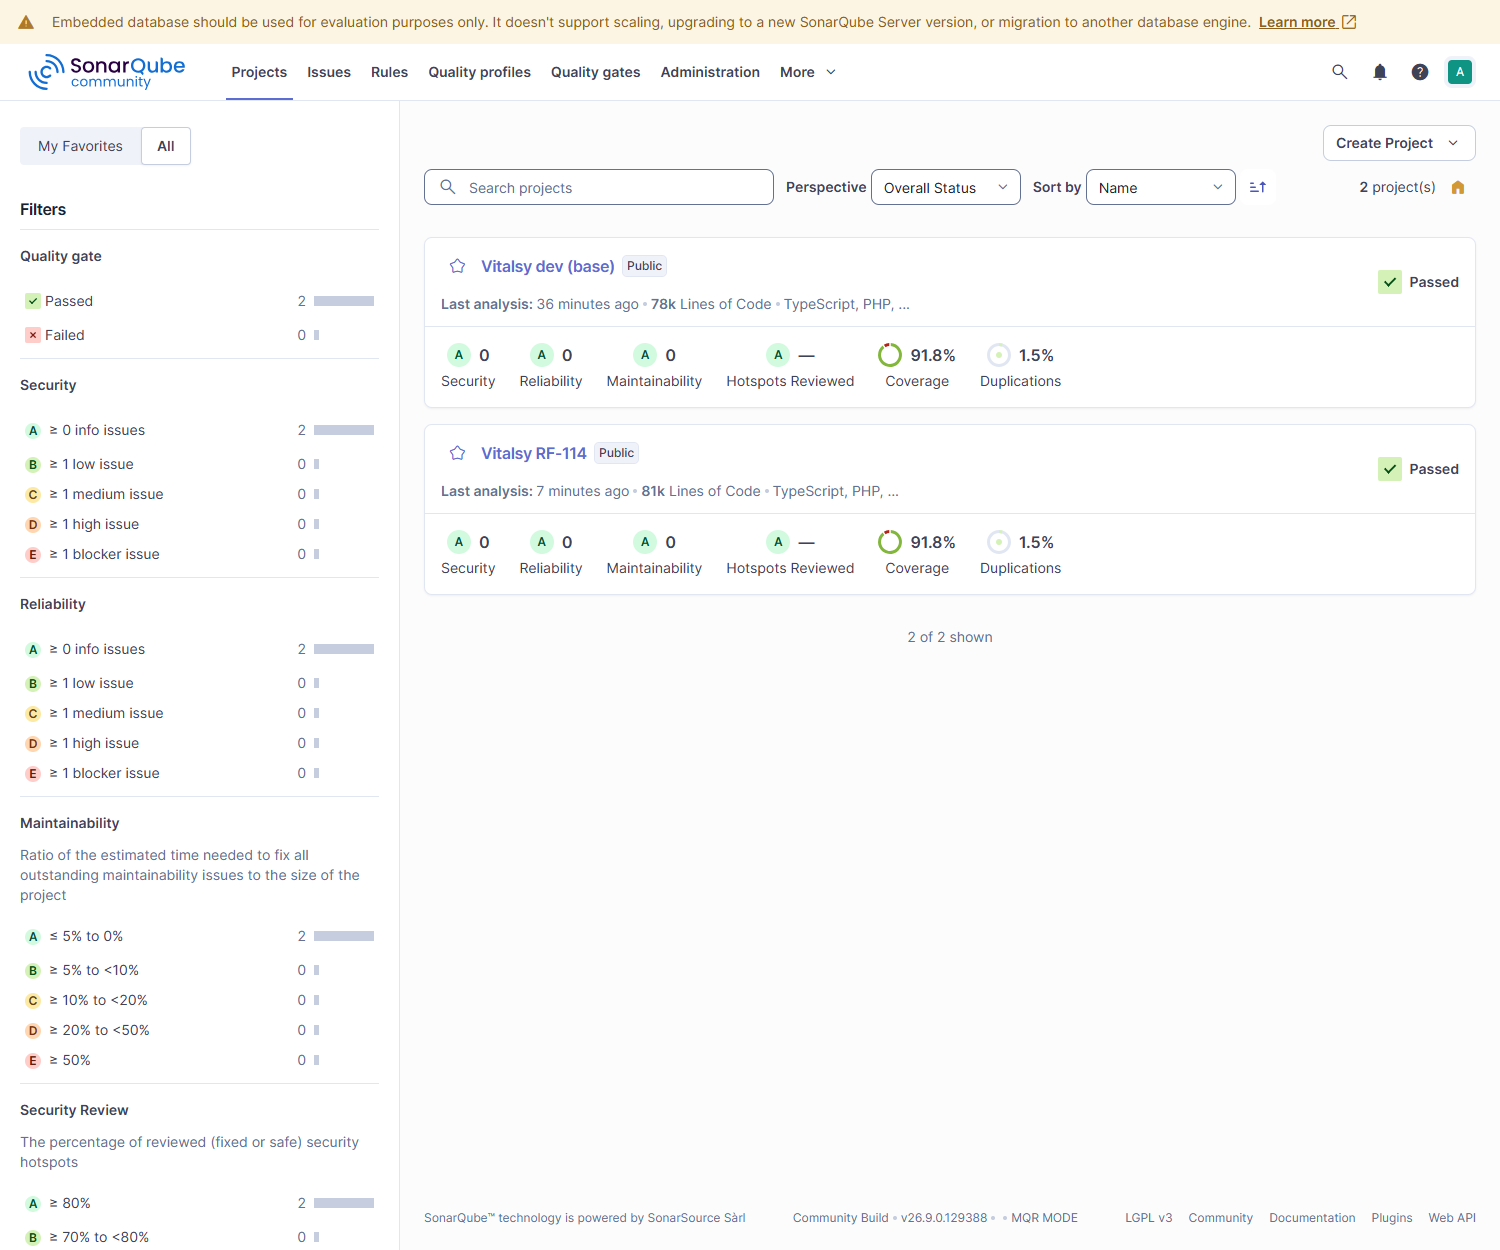 Embedded database should be used for evaluation purposes only. It doesn't support scaling, upgrading to a new SonarQube Server version, or migration to another database engine. Learn more
SonarQube community
Projects Issues Rules Quality profiles Quality gates Administration More
A
My Favorites All
Create Project
Search projects
Perspective Overall Status Sort by Name
2 project(s)
Filters
Quality gate
Passed 2
Failed 0
Security
A ≥ 0 info issues 2
B ≥ 1 low issue 0
C ≥ 1 medium issue 0
D ≥ 1 high issue 0
E ≥ 1 blocker issue 0
Reliability
A ≥ 0 info issues 2
B ≥ 1 low issue 0
C ≥ 1 medium issue 0
D ≥ 1 high issue 0
E ≥ 1 blocker issue 0
Maintainability
Ratio of the estimated time needed to fix all
outstanding maintainability issues to the size of the
project
A ≤ 5% to 0% 2
B ≥ 5% to <10% 0
C ≥ 10% to <20% 0
D ≥ 20% to <50% 0
E ≥ 50% 0
Security Review
The percentage of reviewed (fixed or safe) security
hotspots
A ≥ 80% 2
B ≥ 70% to <80% 0
Vitalsy dev (base) Public
Passed
Last analysis: 36 minutes ago • 78k Lines of Code • TypeScript, PHP, ...
A 0 A 0 A 0 A — 91.8% 1.5%
Security Reliability Maintainability Hotspots Reviewed Coverage Duplications
Vitalsy RF-114 Public
Passed
Last analysis: 7 minutes ago • 81k Lines of Code • TypeScript, PHP, ...
A 0 A 0 A 0 A — 91.8% 1.5%
Security Reliability Maintainability Hotspots Reviewed Coverage Duplications
2 of 2 shown
SonarQube™ technology is powered by SonarSource Sàrl
Community Build • v26.9.0.129388 • • MQR MODE
LGPL v3 Community Documentation Plugins Web API